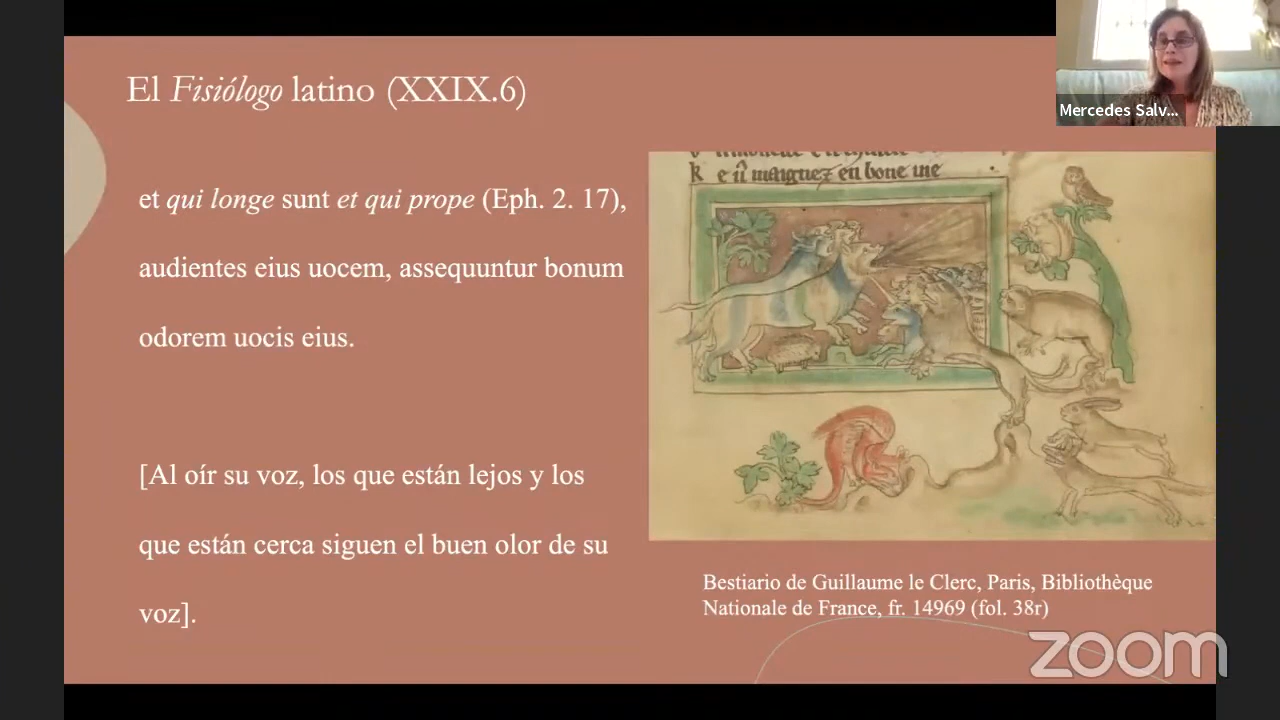 El Fisiólogo latino (XXIX.6)
et qui longe sunt et qui prope (Eph. 2. 17),
audientes eius uocem, assequuntur bonum
odorem uocis eius.
[Al oír su voz, los que están lejos y los
que están cerca siguen el buen olor de su
voz].
Mercedes Salv...
Bestiario de Guillaume le Clerc, Paris, Bibliothèque
Nationale de France, fr. 14969 (fol. 38r)
zoom